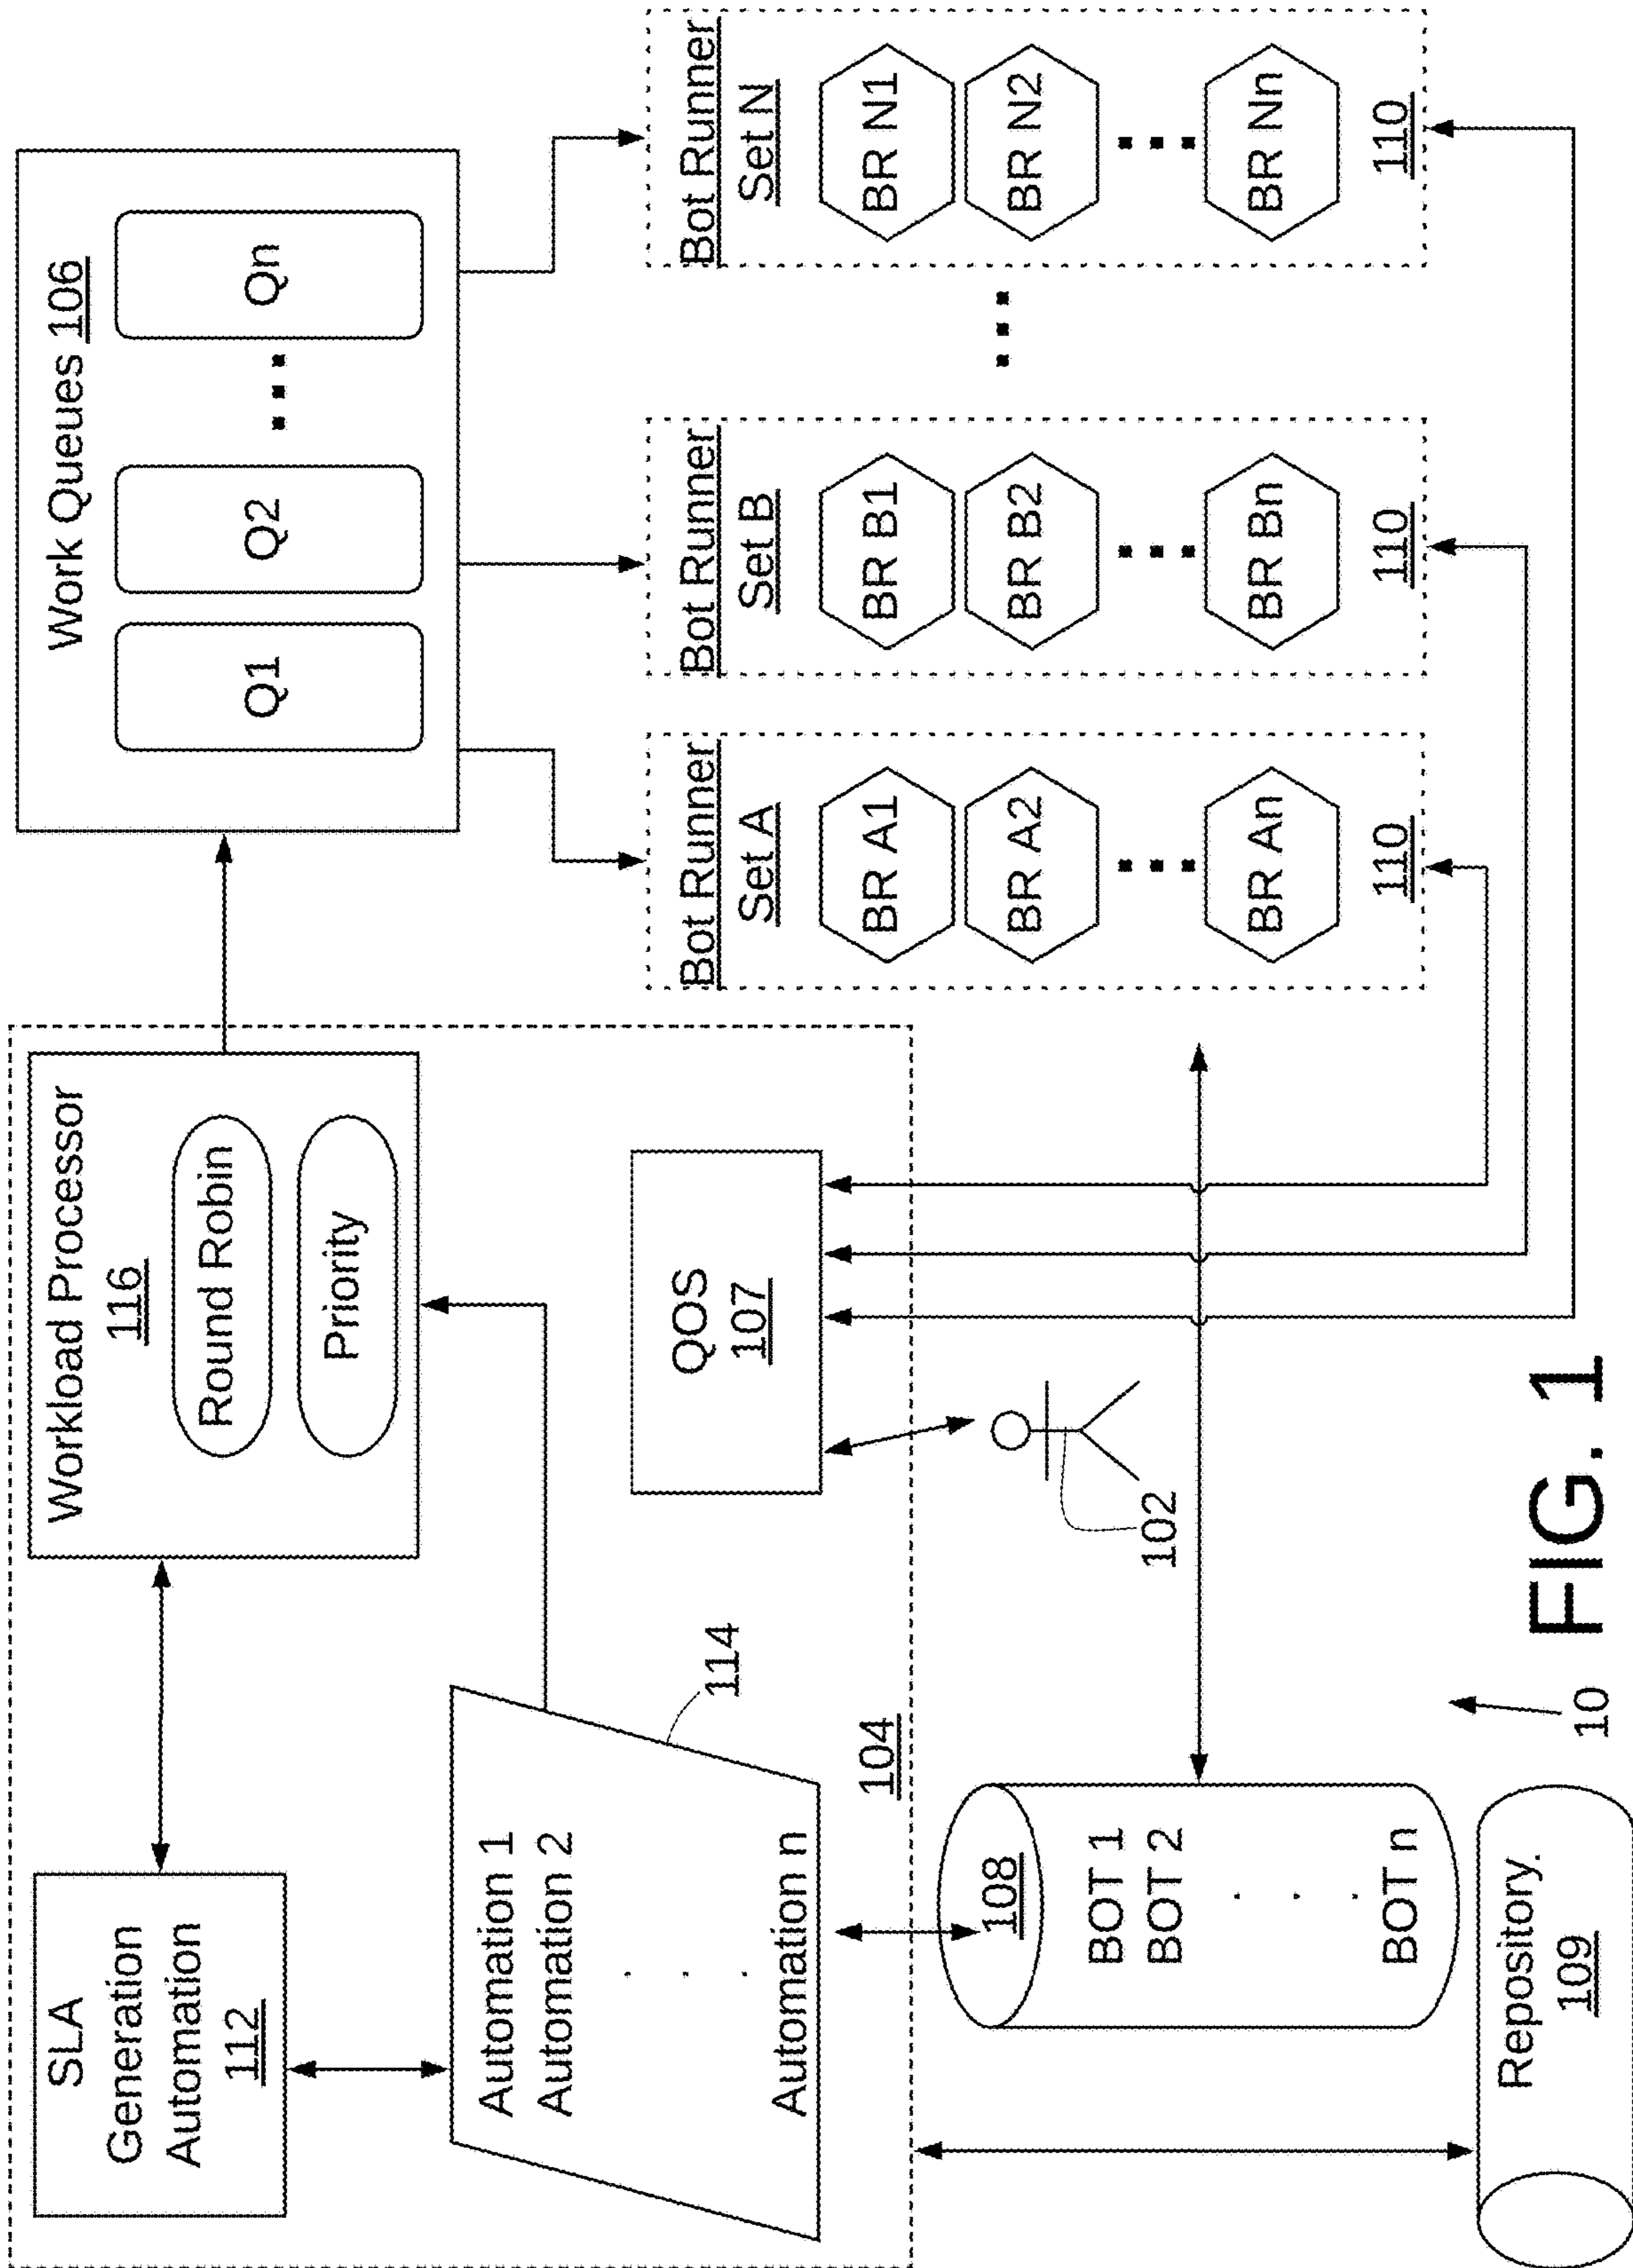 SLA
Generation
Automation
112
Workload Processor
116
Round Robin
Priority
Work Queues 106
Q1
Q2
Qn
Automation 1
Automation 2
Automation n
114
104
QOS
107
102
Bot Runner
Set A
BR A1
BR A2
BR An
110
Bot Runner
Set B
BR B1
BR B2
BR Bn
110
Bot Runner
Set N
BR N1
BR N2
BR Nn
110
108
BOT 1
BOT 2
BOT n
Repository.
109
10
FIG. 1